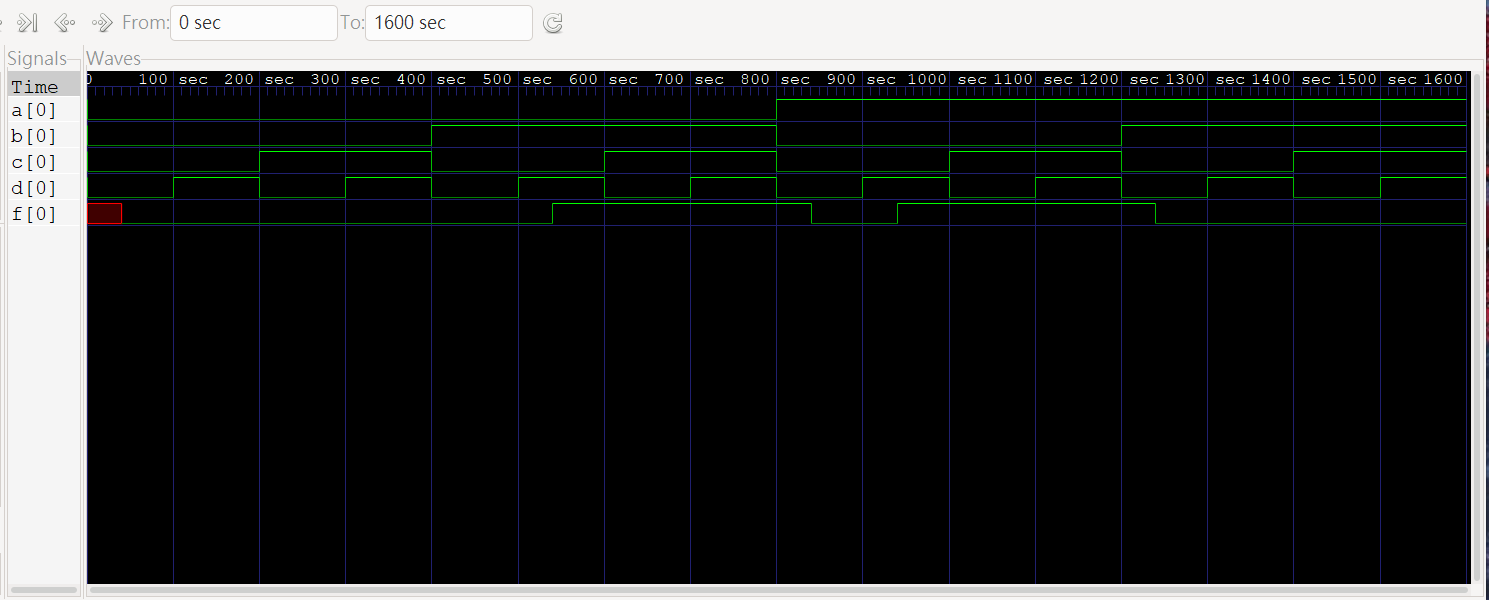 From: 0 sec To: 1600 sec
Signals Waves
Time 0 100 sec 200 sec 300 sec 400 sec 500 sec 600 sec 700 sec 800 sec 900 sec 1000 sec 1100 sec 1200 sec 1300 sec 1400 sec 1500 sec 1600
a[0]
b[0]
c[0]
d[0]
f[0]